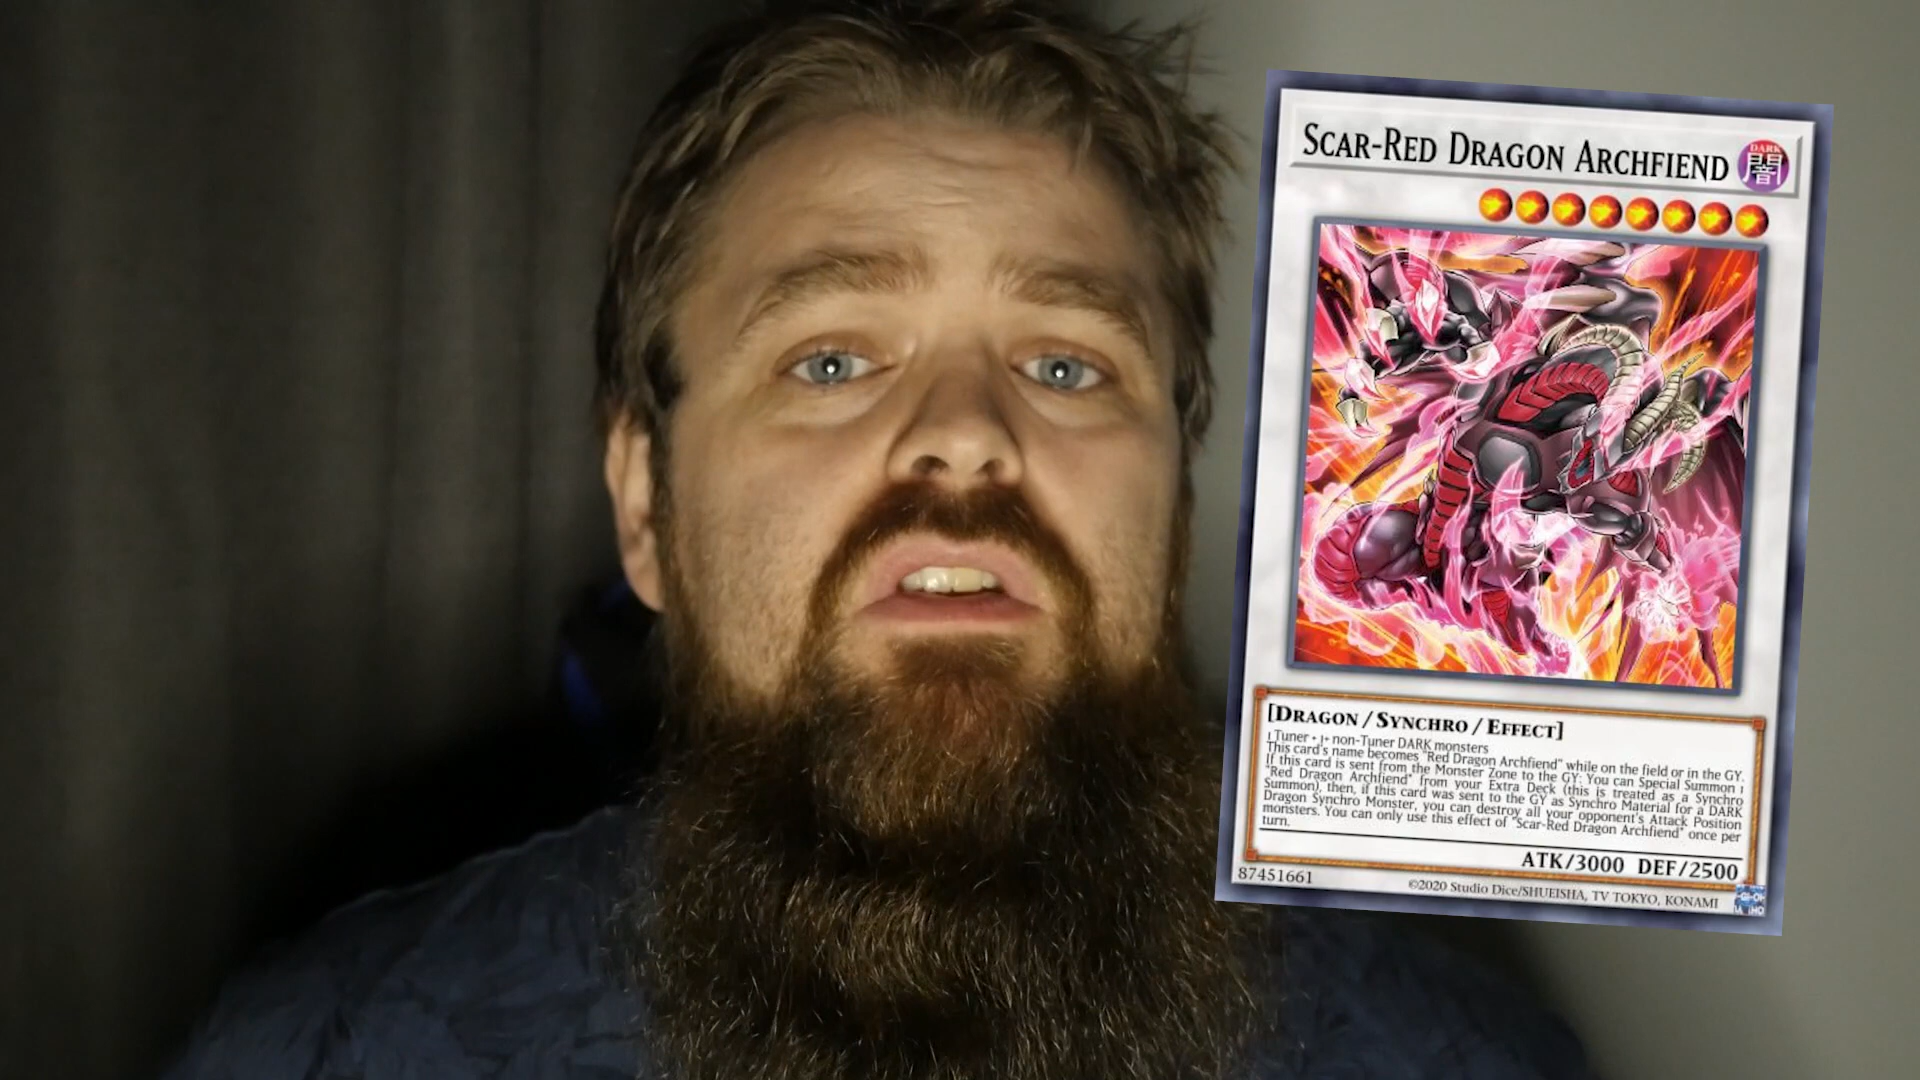 SCAR-RED DRAGON ARCHFIEND
DARK
闇
[DRAGON / SYNCHRO / EFFECT]
1 Tuner + 1+ non-Tuner DARK monsters
This card's name becomes "Red Dragon Archfiend" while on the field or in the GY.
If this card is sent from the Monster Zone to the GY: You can Special Summon 1
"Red Dragon Archfiend" from your Extra Deck (this is treated as a Synchro
Summon), then, if this card was sent to the GY as Synchro Material for a DARK
Dragon Synchro Monster, you can destroy all your opponent's Attack Position
monsters. You can only use this effect of "Scar-Red Dragon Archfiend" once per
turn.
ATK/3000 DEF/2500
87451661
©2020 Studio Dice/SHUEISHA, TV TOKYO, KONAMI